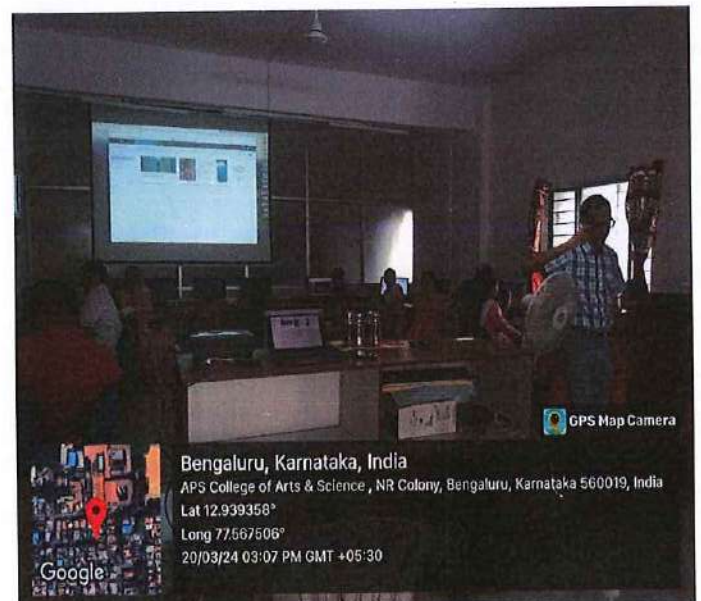 GPS Map Camera
Bengaluru, Karnataka, India
APS College of Arts & Science , NR Colony, Bengaluru, Karnataka 560019, India
Lat 12.939358°
Long 77.567506°
20/03/24 03:07 PM GMT +05:30
Google